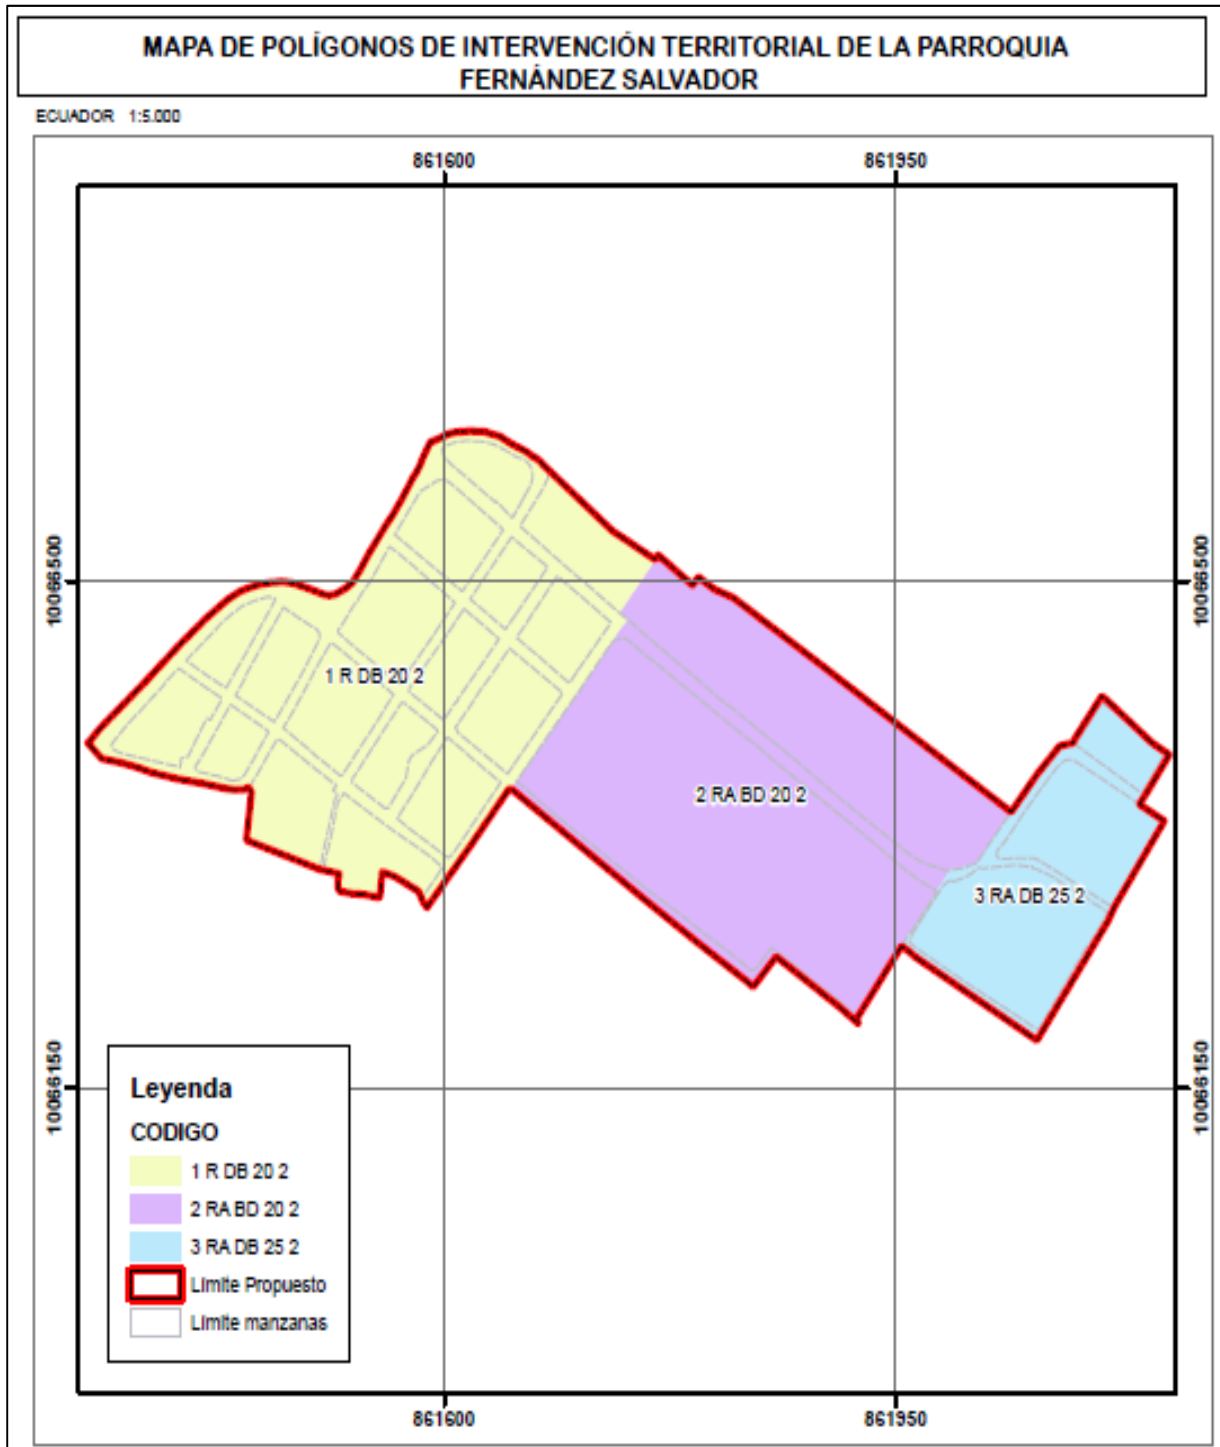 MAPA DE POLÍGONOS DE INTERVENCIÓN TERRITORIAL DE LA PARROQUIA
FERNÁNDEZ SALVADOR
ECUADOR 1:5.000
861600
861950
10066500
10066500
1 R DB 20 2
2 RA BD 20 2
3 RA DB 25 2
10066150
10066150
Leyenda
CODIGO
1 R DB 20 2
2 RA BD 20 2
3 RA DB 25 2
Límite Propuesto
Límite manzanas
861600
861950